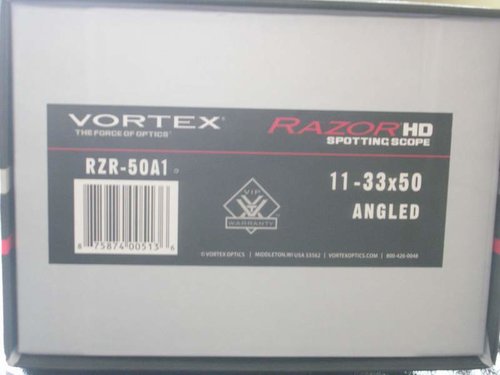 VORTEX®
THE FORCE OF OPTICS™
RAZOR HD
SPOTTING SCOPE
RZR-50A1
11-33x50
ANGLED
VIP
WARRANTY
8 75874 00513 6
© VORTEX OPTICS | MIDDLETON, WI USA 53562 | VORTEXOPTICS.COM | 800-426-0048